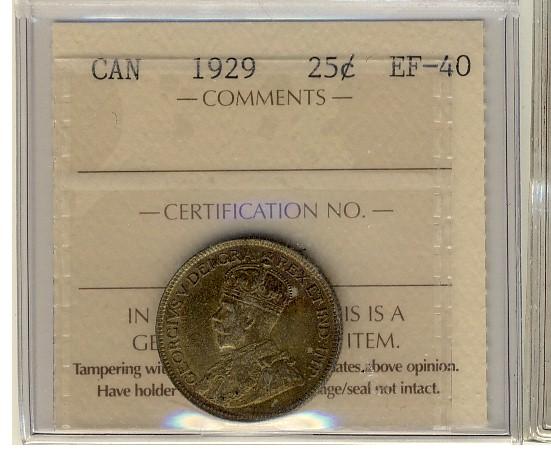 CAN 1929 25¢ EF-40
— COMMENTS —
— CERTIFICATION NO. —
GEORGIVS V DEI GRA: REX ET IND:IMP:
IN IS IS A
GE ITEM.
Tampering wi ates above opinion.
Have holder age/seal not intact.